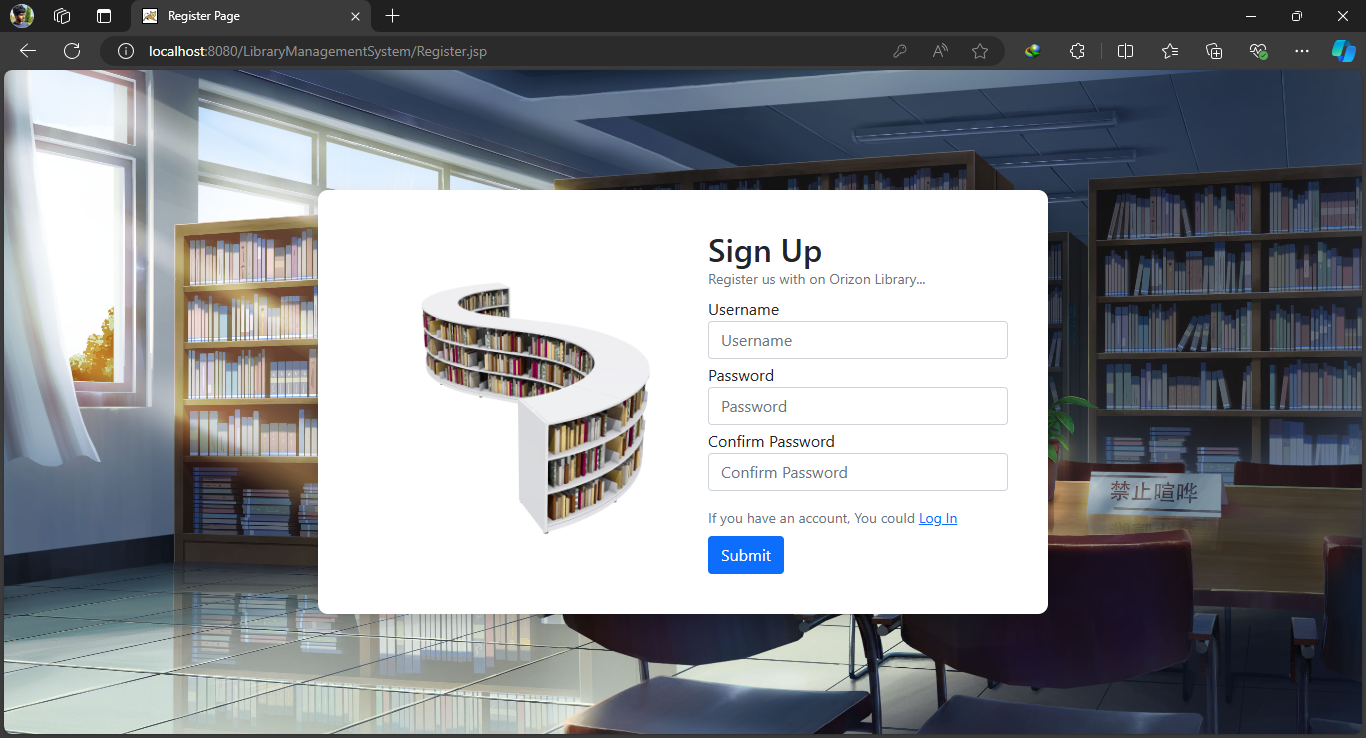 Register Page
localhost:8080/LibraryManagementSystem/Register.jsp
Sign Up
Register us with on Orizon Library...
Username
Username
Password
Password
Confirm Password
Confirm Password
If you have an account, You could Log In
Submit
禁止喧哗